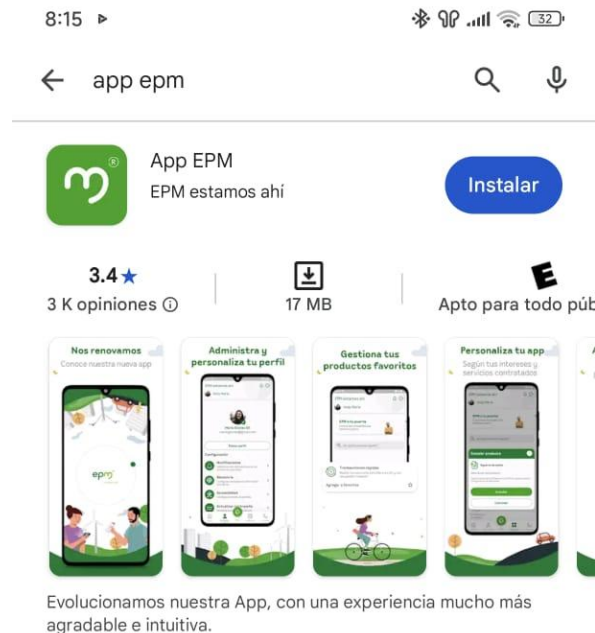 8:15
32
app epm
App EPM
EPM estamos ahí
Instalar
3.4★
3 K opiniones
17 MB
E
Apto para todo púb
Nos renovamos
Conoce nuestra nueva app
epm
Administra y
personaliza tu perfil
Gestiona tus
productos favoritos
Personaliza tu app
Según tus intereses y
servicios contratados
Evolucionamos nuestra App, con una experiencia mucho más
agradable e intuitiva.